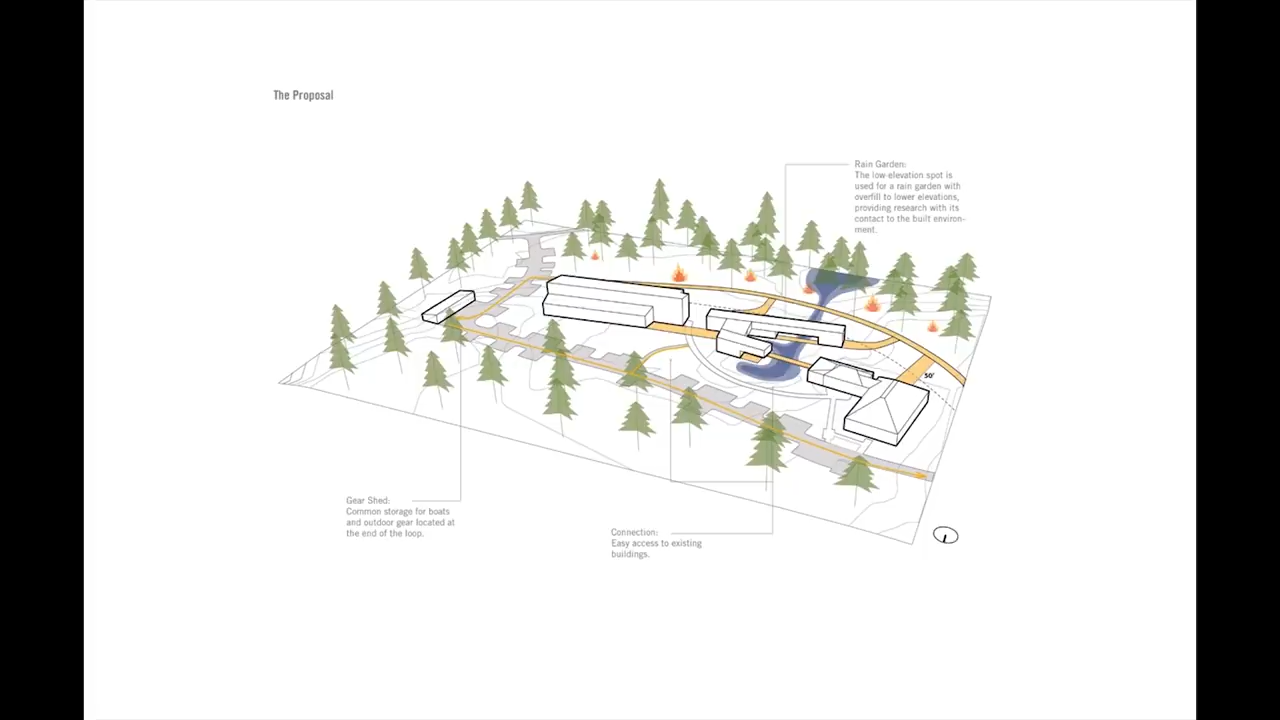 The Proposal
Rain Garden:
The low-elevation spot is
used for a rain garden with
overfill to lower elevations,
providing research with its
contact to the built environ-
ment.
50'
Gear Shed:
Common storage for boats
and outdoor gear located at
the end of the loop.
Connection:
Easy access to existing
buildings.